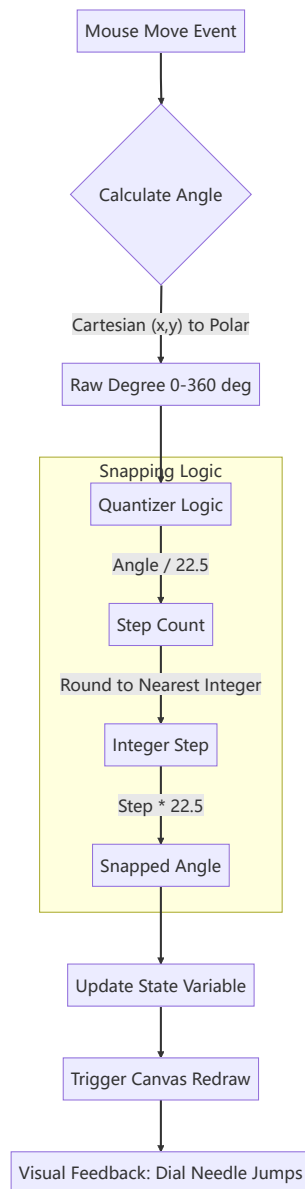 Mouse Move Event
Calculate Angle
Cartesian (x,y) to Polar
Raw Degree 0-360 deg
Snapping Logic
Quantizer Logic
Angle / 22.5
Step Count
Round to Nearest Integer
Integer Step
Step * 22.5
Snapped Angle
Update State Variable
Trigger Canvas Redraw
Visual Feedback: Dial Needle Jumps